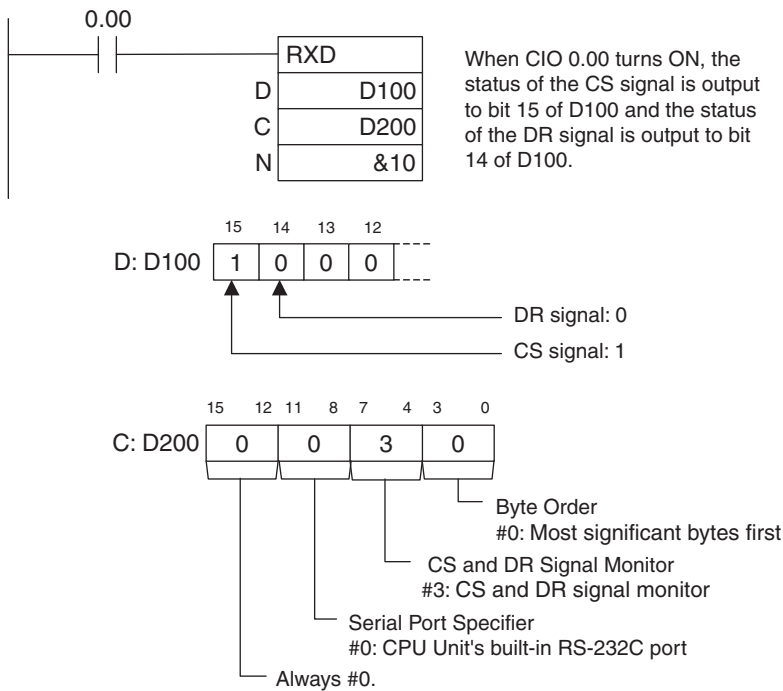 0.00
RXD
D D100
C D200
N &10
When CIO 0.00 turns ON, the
status of the CS signal is output
to bit 15 of D100 and the status
of the DR signal is output to bit
14 of D100.
15 14 13 12
D: D100 1 0 0 0
DR signal: 0
CS signal: 1
15 12 11 8 7 4 3 0
C: D200 0 0 3 0
Byte Order
#0: Most significant bytes first
CS and DR Signal Monitor
#3: CS and DR signal monitor
Serial Port Specifier
#0: CPU Unit's built-in RS-232C port
Always #0.